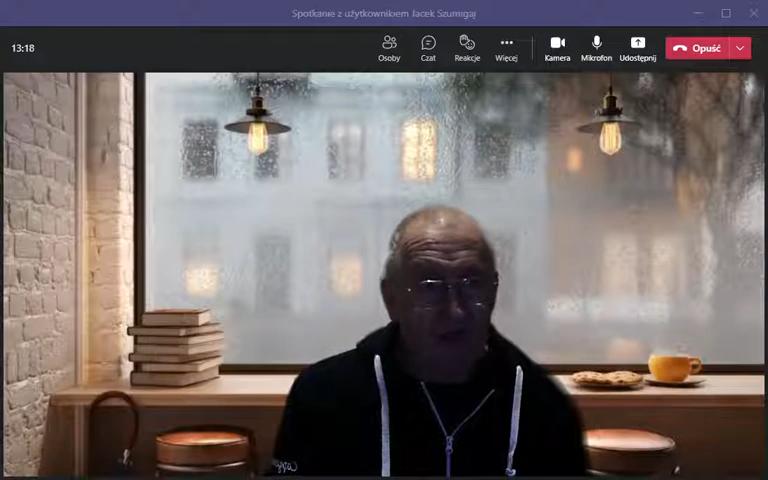 Spotkanie z użytkownikiem Jacek Szumigaj
13:18
Osoby Czat Reakcje Więcej Kamera Mikrofon Udostępnij Opuść